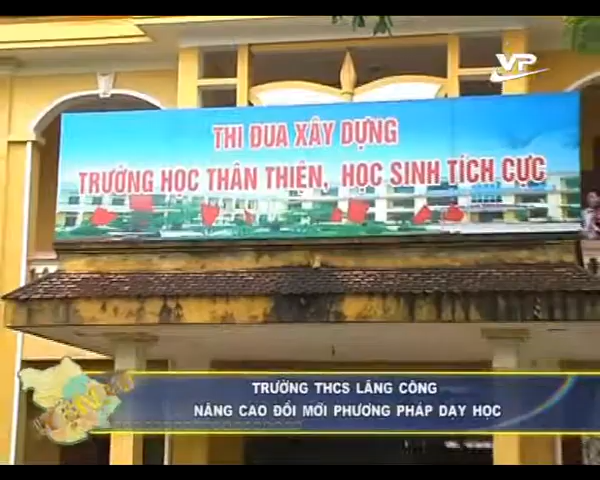 VP
THI ĐUA XÂY DỰNG
TRƯỜNG HỌC THÂN THIỆN, HỌC SINH TÍCH CỰC
TRƯỜNG THCS LÃNG CÔNG
NÂNG CAO ĐỔI MỚI PHƯƠNG PHÁP DẠY HỌC